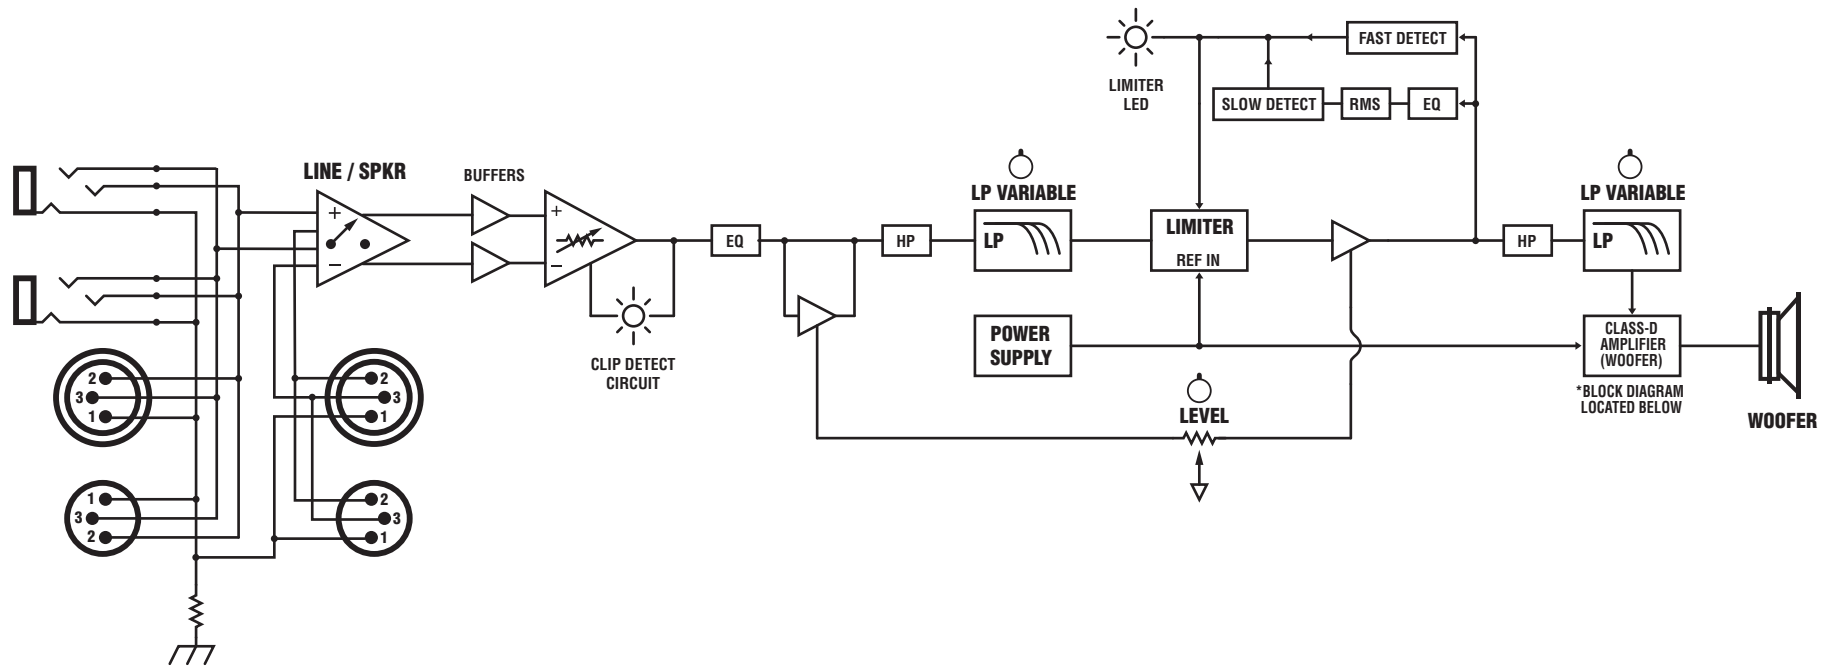 LIMITER
LED
FAST DETECT
SLOW DETECT
RMS
EQ
LINE / SPKR
BUFFERS
+
−
+
−
EQ
HP
LP VARIABLE
LP
LIMITER
REF IN
HP
LP VARIABLE
LP
CLIP DETECT
CIRCUIT
POWER
SUPPLY
LEVEL
CLASS-D
AMPLIFIER
(WOOFER)
*BLOCK DIAGRAM
LOCATED BELOW
WOOFER
2
3
1
2
3
1
1
3
2
2
3
1